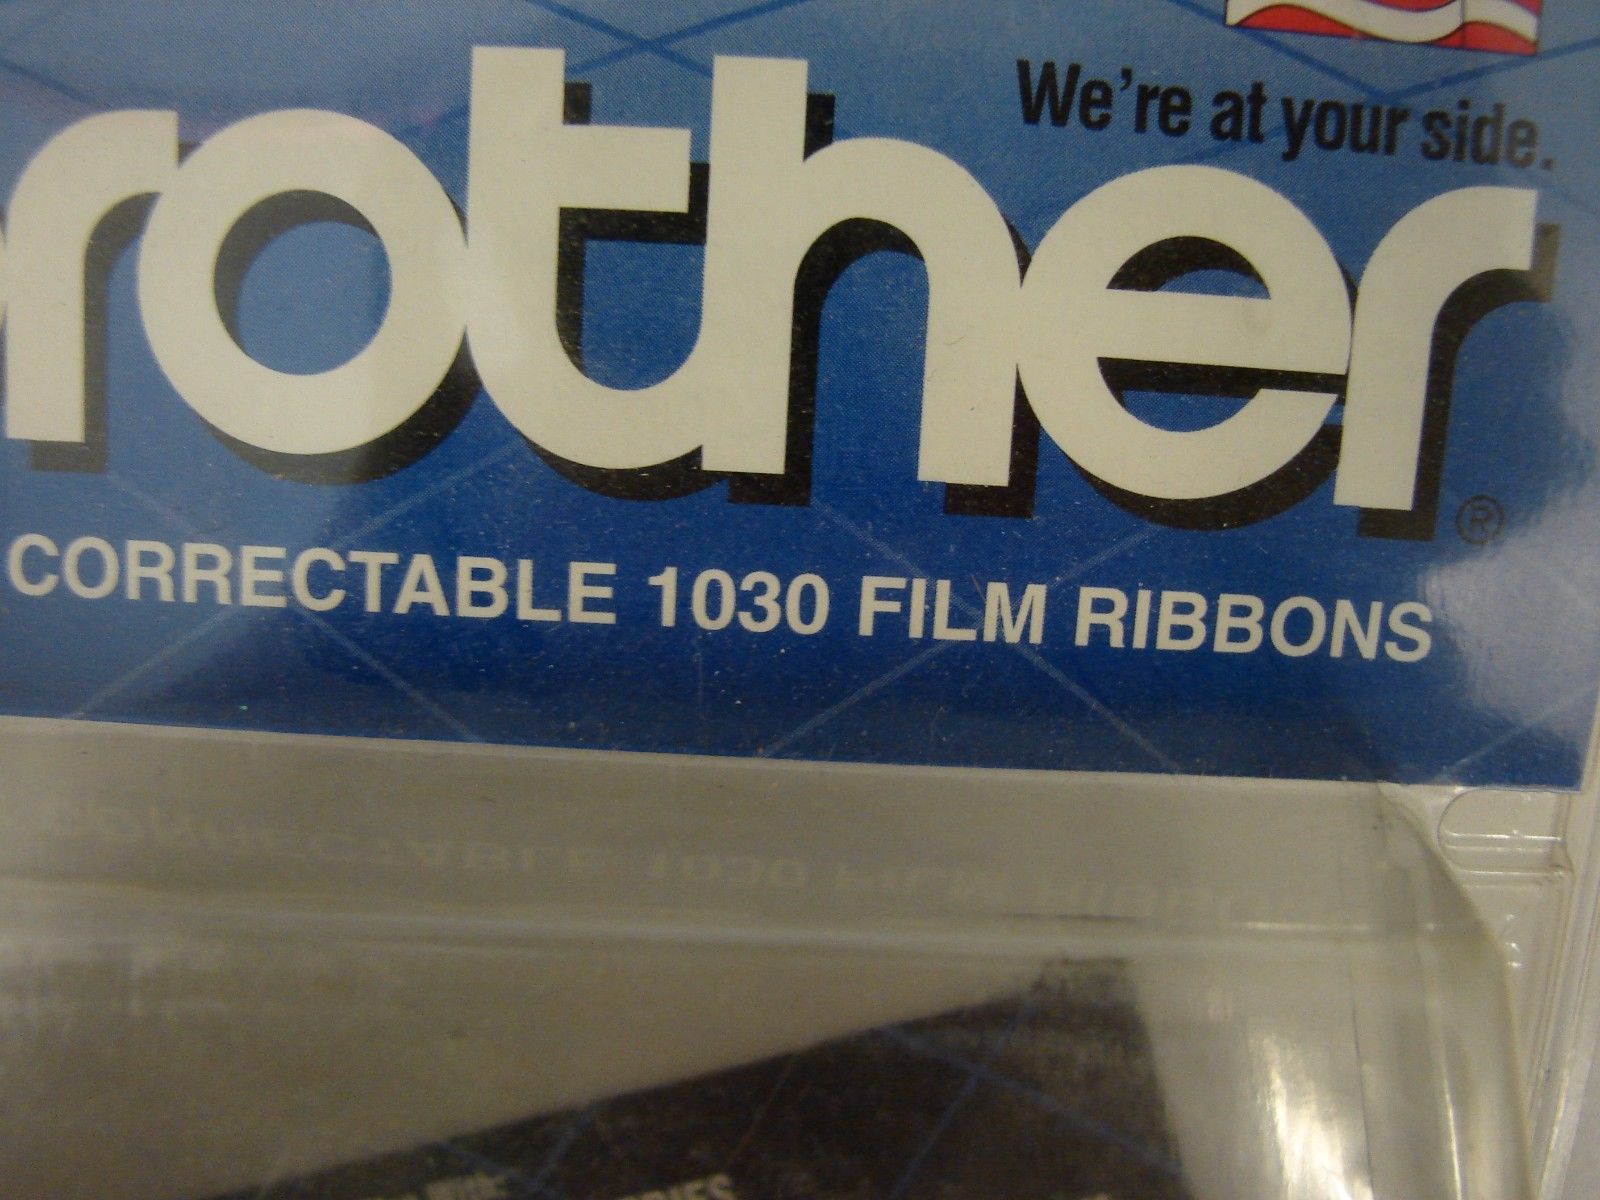 We're at your side.
rother®
CORRECTABLE 1030 FILM RIBBONS